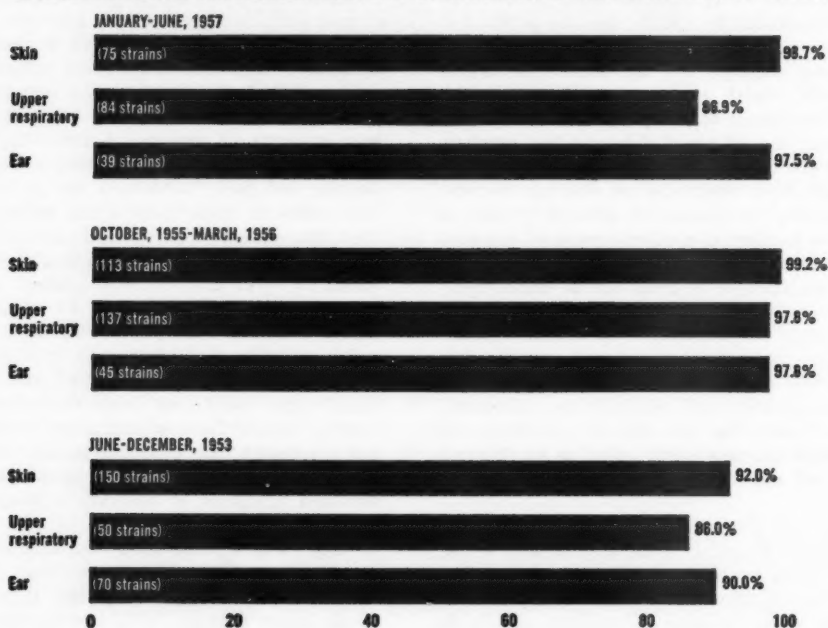 JANUARY-JUNE, 1957
Skin (75 strains) 98.7%
Upper
respiratory (84 strains) 86.9%
Ear (39 strains) 97.5%
OCTOBER, 1955-MARCH, 1956
Skin (113 strains) 99.2%
Upper
respiratory (137 strains) 97.8%
Ear (45 strains) 97.8%
JUNE-DECEMBER, 1953
Skin (150 strains) 92.0%
Upper
respiratory (50 strains) 86.0%
Ear (70 strains) 90.0%
0 20 40 60 80 100